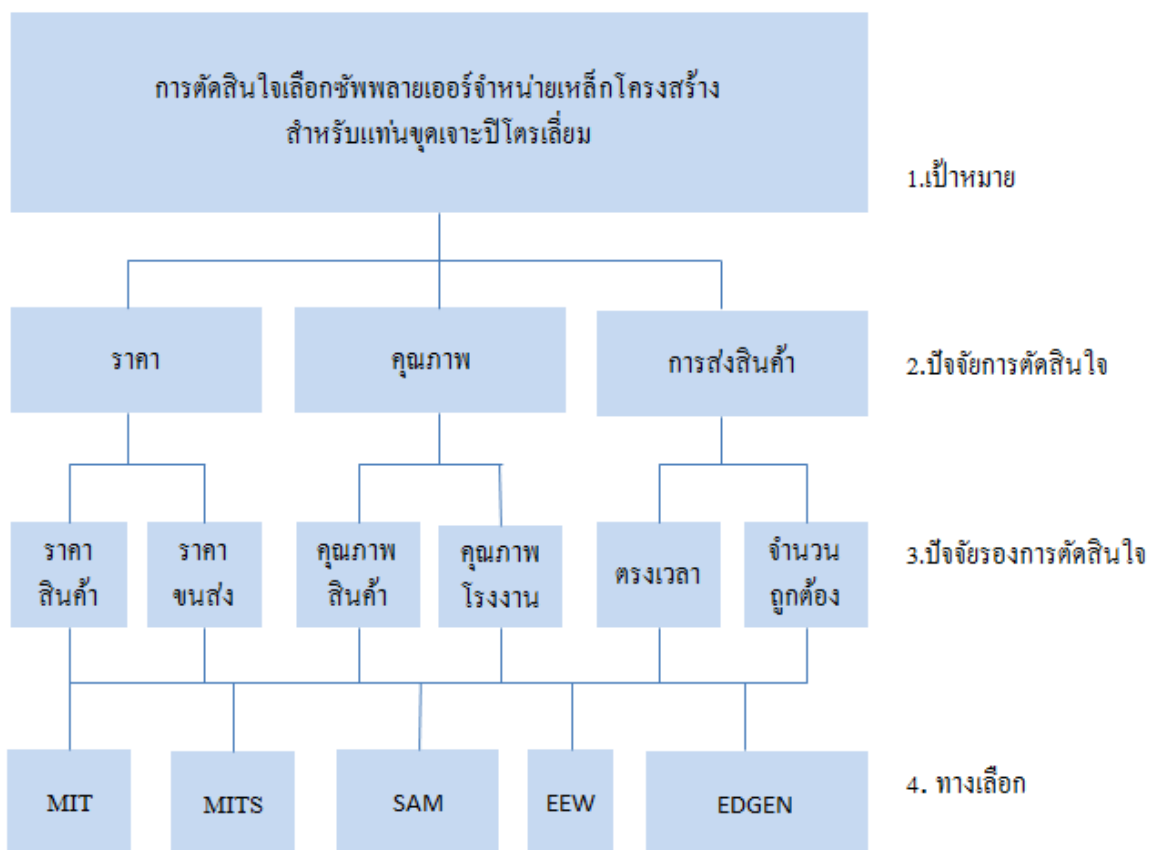 การตัดสินใจเลือกซัพพลายเออร์จำหน่ายเหล็กโครงสร้าง
สำหรับแท่นขุดเจาะปิโตรเลี่ยม
1.เป้าหมาย
ราคา
คุณภาพ
การส่งสินค้า
2.ปัจจัยการตัดสินใจ
ราคา
สินค้า
ราคา
ขนส่ง
คุณภาพ
สินค้า
คุณภาพ
โรงงาน
ตรงเวลา
จำนวน
ถูกต้อง
3.ปัจจัยรองการตัดสินใจ
MIT
MITS
SAM
EEW
EDGEN
4. ทางเลือก